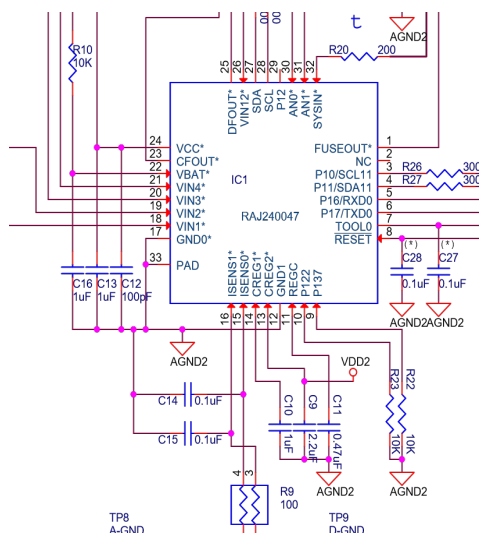 00
t
AGND2
R10
10K
R20
200
25
26
27
28
29
30
31
32
DFOUT*
VIN12*
SDA
SCL
P12
AN0*
AN1*
SYSIN*
24
23
22
21
20
19
18
17
33
VCC*
CFOUT*
VBAT*
VIN4*
VIN3*
VIN2*
VIN1*
GND0*
PAD
IC1
RAJ240047
FUSEOUT*
NC
P10/SCL11
P11/SDA11
P16/RXD0
P17/TXD0
TOOL0
RESET
1
2
3
4
5
6
7
8
R26
300
R27
300
(*)
(*)
C28
0.1uF
C27
0.1uF
AGND2
AGND2
ISENS1*
ISENS0*
CREG1*
CREG2*
GND1
REGC
P122
P137
16
15
14
13
12
11
10
9
C16
1uF
C13
1uF
C12
100pF
AGND2
VDD2
C14
0.1uF
C15
0.1uF
C10
1uF
C9
2.2uF
C11
0.47uF
R23
10K
R22
10K
AGND2
AGND2
4
3
R9
100
TP8
A-GND
TP9
D-GND